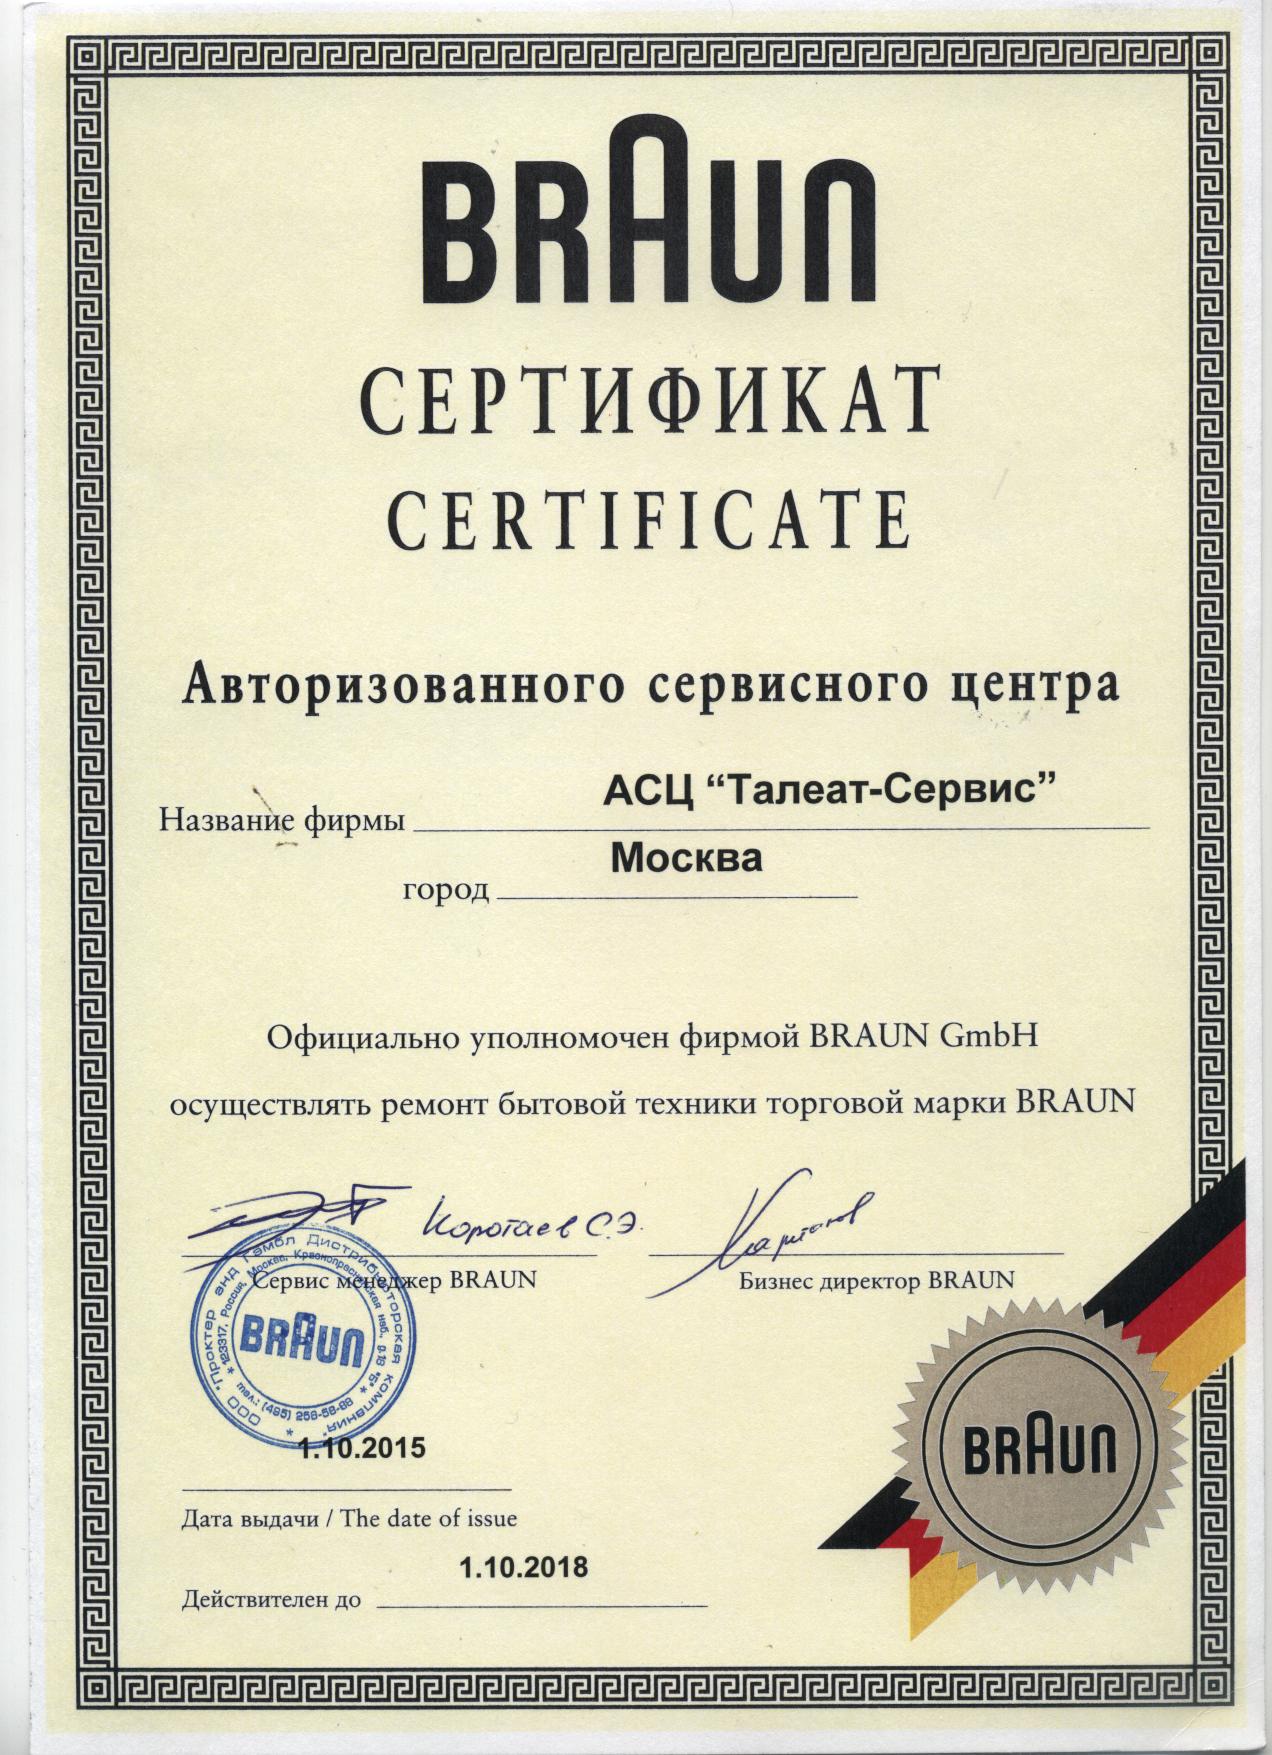 BRAUN
СЕРТИФИКАТ
CERTIFICATE
Авторизованного сервисного центра
АСЦ “Талеат-Сервис”
Название фирмы
Москва
город
Официально уполномочен фирмой BRAUN GmbH
осуществлять ремонт бытовой техники торговой марки BRAUN
Коротаев С.Э.
Сервис менеджер BRAUN
Бизнес директор BRAUN
ООО "Проктер энд Гэмбл Дистрибьюторская компания"
* 123317, Россия, Москва, Краснопресненская наб., д.18 "Б" *
тел.: (495) 258-58-88
BRAUN
BRAUN
1.10.2015
Дата выдачи / The date of issue
1.10.2018
Действителен до